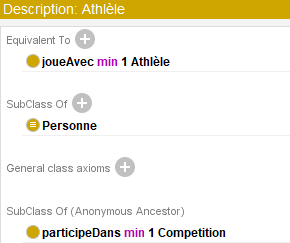 Description: Athlèle
Equivalent To
joueAvec min 1 Athlèle
SubClass Of
Personne
General class axioms
SubClass Of (Anonymous Ancestor)
participeDans min 1 Competition